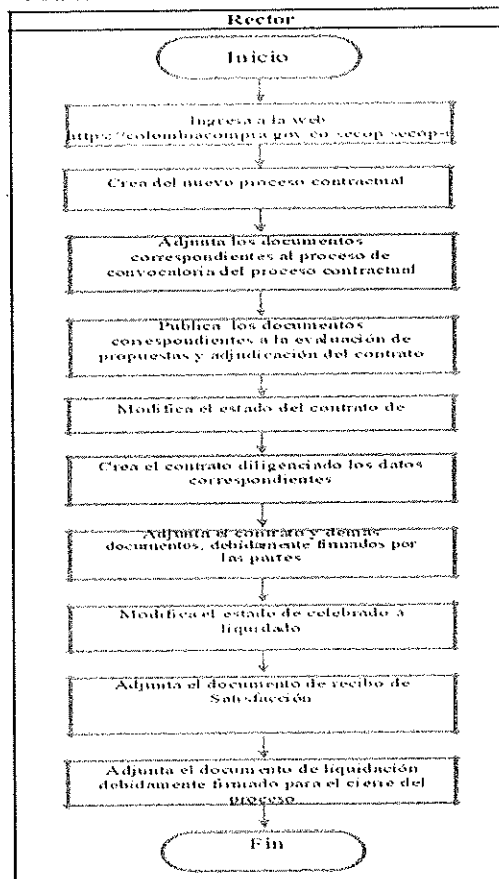 Rector
Inicio
Ingresa a la web
https://colombiacompra.gov.co/secop/secop-i
Crea del nuevo proceso contractual
Adjunta los documentos
correspondientes al proceso de
convocatoria del proceso contractual
Publica los documentos
correspondientes a la evaluación de
propuestas y adjudicación del contrato
Modifica el estado del contrato de
Crea el contrato diligenciado los datos
correspondientes
Adjunta el contrato y demás
documentos, debidamente firmados por
las partes
Modifica el estado de celebrado a
liquidado
Adjunta el documento de recibo de
Satisfacción
Adjunta el documento de liquidación
debidamente firmado para el cierre del
proceso
Fin